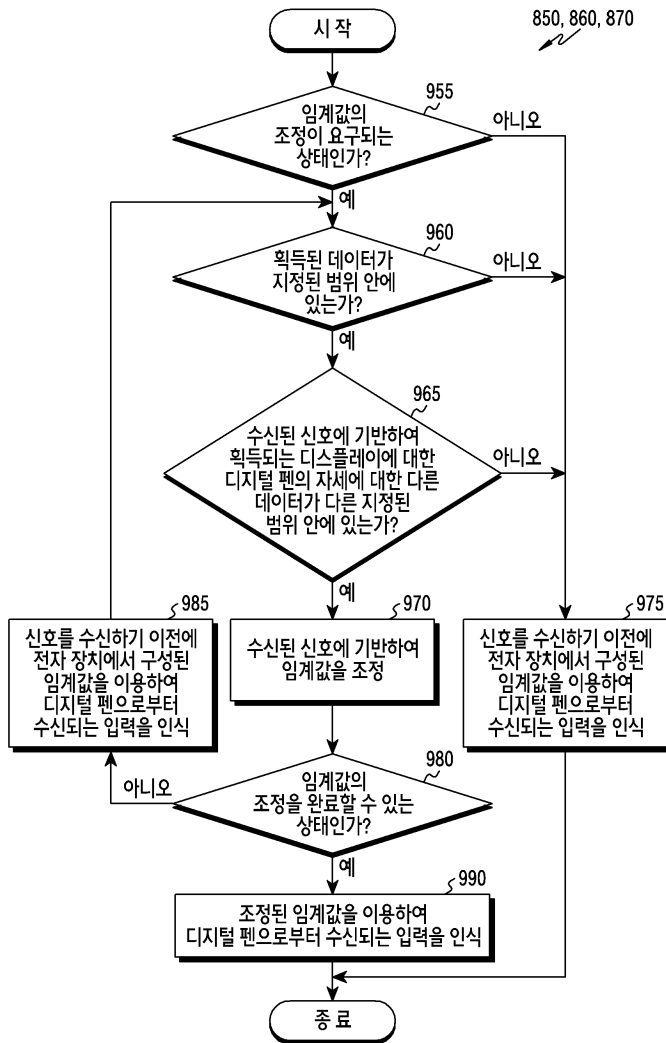 850, 860, 870
시 작
955
임계값의
조정이 요구되는
상태인가?
아니오
예
960
획득된 데이터가
지정된 범위 안에
있는가?
아니오
예
965
수신된 신호에 기반하여
획득되는 디스플레이에 대한
디지털 펜의 자세에 대한 다른
데이터가 다른 지정된
범위 안에 있는가?
아니오
예
985
신호를 수신하기 이전에
전자 장치에서 구성된
임계값을 이용하여
디지털 펜으로부터
수신되는 입력을 인식
970
수신된 신호에 기반하여
임계값을 조정
975
신호를 수신하기 이전에
전자 장치에서 구성된
임계값을 이용하여
디지털 펜으로부터
수신되는 입력을 인식
980
임계값의
조정을 완료할 수 있는
상태인가?
아니오
예
990
조정된 임계값을 이용하여
디지털 펜으로부터 수신되는 입력을 인식
종 료